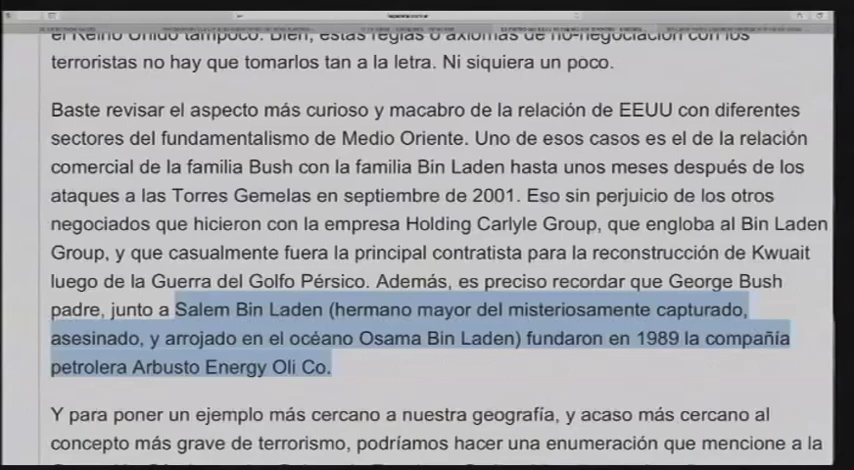 terroristas no hay que tomarlos tan a la letra. Ni siquiera un poco.
Baste revisar el aspecto más curioso y macabro de la relación de EEUU con diferentes
sectores del fundamentalismo de Medio Oriente. Uno de esos casos es el de la relación
comercial de la familia Bush con la familia Bin Laden hasta unos meses después de los
ataques a las Torres Gemelas en septiembre de 2001. Eso sin perjuicio de los otros
negociados que hicieron con la empresa Holding Carlyle Group, que engloba al Bin Laden
Group, y que casualmente fuera la principal contratista para la reconstrucción de Kwuait
luego de la Guerra del Golfo Pérsico. Además, es preciso recordar que George Bush
padre, junto a Salem Bin Laden (hermano mayor del misteriosamente capturado,
asesinado, y arrojado en el océano Osama Bin Laden) fundaron en 1989 la compañía
petrolera Arbusto Energy Oli Co.
Y para poner un ejemplo más cercano a nuestra geografía, y acaso más cercano al
concepto más grave de terrorismo, podríamos hacer una enumeración que mencione a la